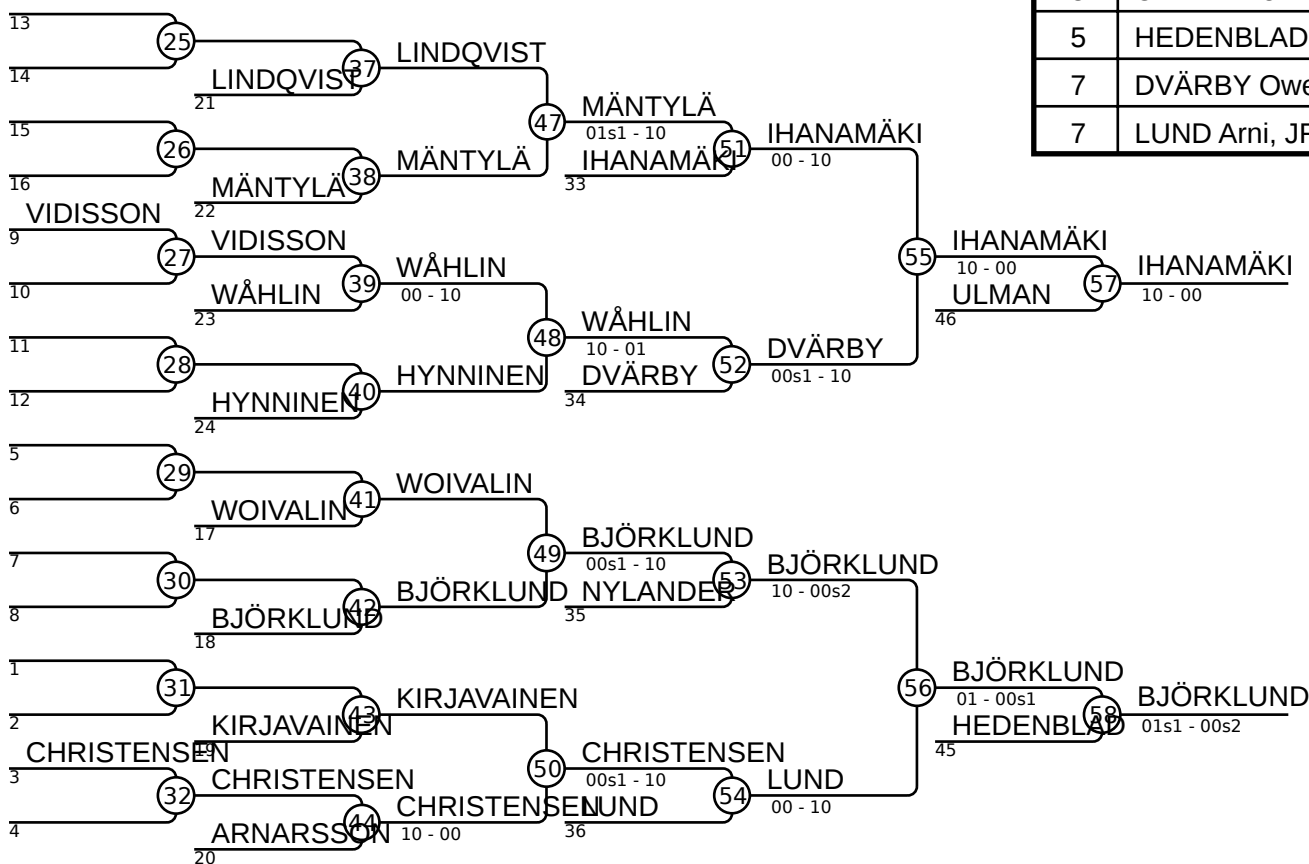 13
25
14
LINDQVIST
21
37
LINDQVIST
15
26
16
MÄNTYLÄ
22
38
MÄNTYLÄ
47
MÄNTYLÄ
01s1 - 10
IHANAMÄKI
33
51
IHANAMÄKI
00 - 10
VIDISSON
9
27
10
VIDISSON
WÅHLIN
23
39
WÅHLIN
00 - 10
11
28
12
HYNNINEN
24
40
HYNNINEN
48
WÅHLIN
10 - 01
DVÄRBY
34
52
DVÄRBY
00s1 - 10
55
IHANAMÄKI
10 - 00
ULMAN
46
57
IHANAMÄKI
10 - 00
5
29
6
WOIVALIN
17
41
WOIVALIN
7
30
8
BJÖRKLUND
18
42
BJÖRKLUND
49
BJÖRKLUND
00s1 - 10
NYLANDER
35
53
BJÖRKLUND
10 - 00s2
1
31
2
KIRJAVAINEN
19
43
KIRJAVAINEN
CHRISTENSEN
3
32
4
CHRISTENSEN
ARNARSSON
20
44
CHRISTENSEN
10 - 00
50
CHRISTENSEN
00s1 - 10
LUND
36
54
LUND
00 - 10
56
BJÖRKLUND
01 - 00s1
HEDENBLAD
45
58
BJÖRKLUND
01s1 - 00s2
5 HEDENBLAD
7 DVÄRBY Owe
7 LUND Arni, JF